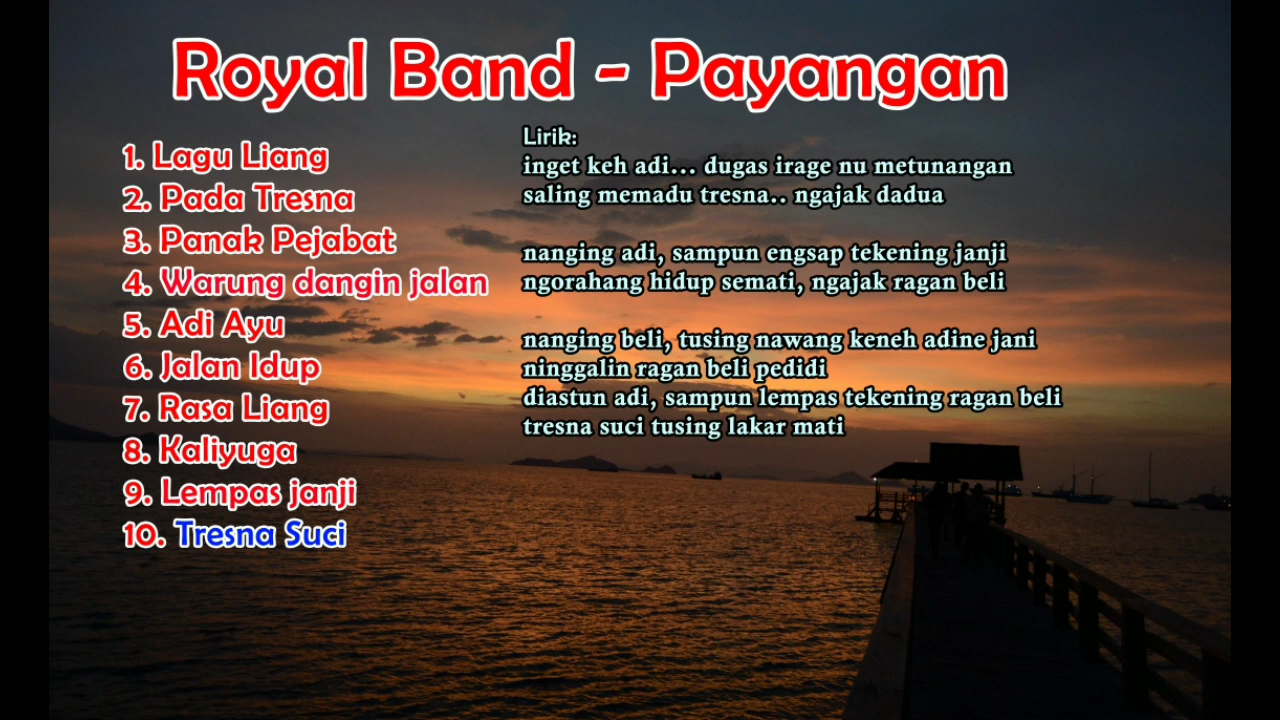 Royal Band - Payangan
1. Lagu Liang
2. Pada Tresna
3. Panak Pejabat
4. Warung dangin jalan
5. Adi Ayu
6. Jalan Idup
7. Rasa Liang
8. Kaliyuga
9. Lempas janji
10. Tresna Suci
Lirik:
inget keh adi... dugas irage nu metunangan
saling memadu tresna.. ngajak dadua
nanging adi, sampun engsap tekening janji
ngorahang hidup semati, ngajak ragan beli
nanging beli, tusing nawang keneh adine jani
ninggalin ragan beli pedidi
diastun adi, sampun lempas tekening ragan beli
tresna suci tusing lakar mati